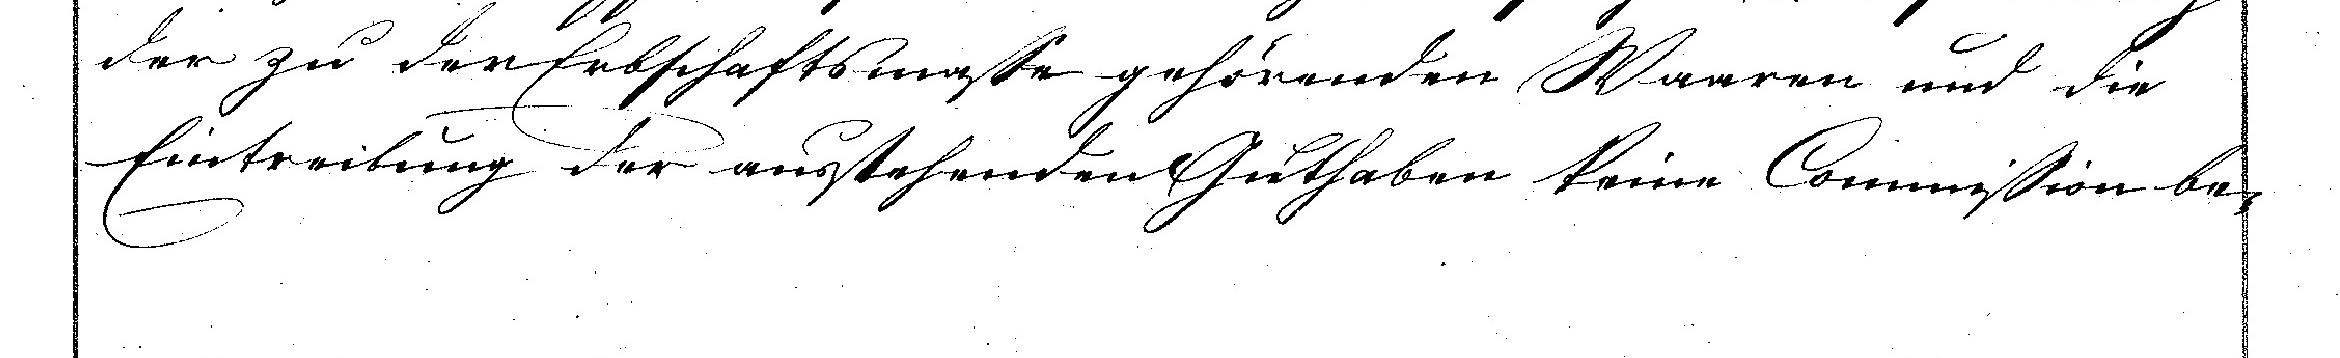 der zu der Erbschaftsmasse gehörenden Waaren und die
Eintreibung der ausstehenden Guthaben keine Commission be-